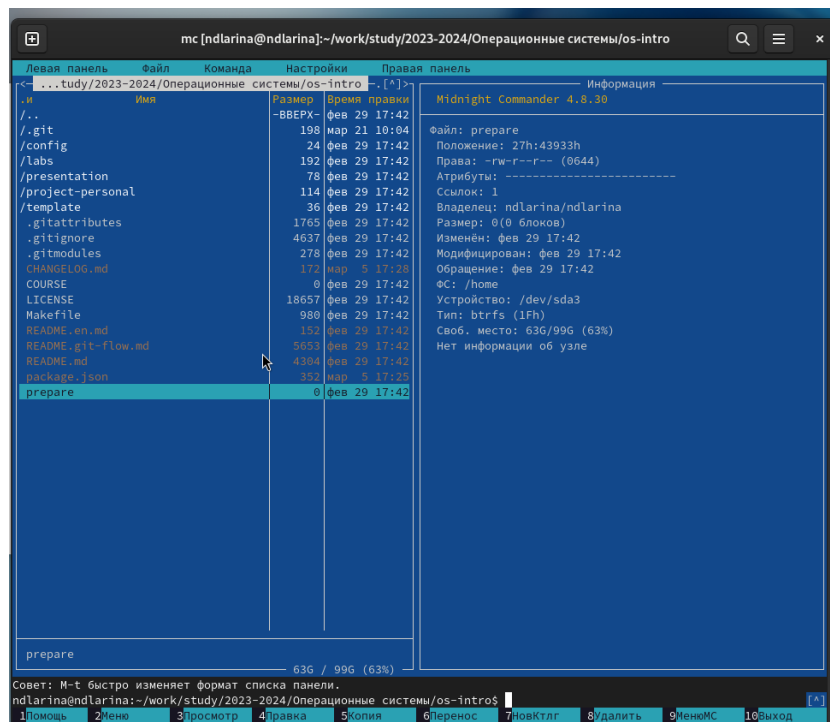 mc [ndlarina@ndlarina]:~/work/study/2023-2024/Операционные системы/os-intro
Левая панель Файл Команда Настройки Правая панель
<— ...tudy/2023-2024/Операционные системы/os-intro —.[^]>
.и Имя Размер Время правки
/.. -ВВЕРХ- фев 29 17:42
/.git 198 мар 21 10:04
/config 24 фев 29 17:42
/labs 192 фев 29 17:42
/presentation 78 фев 29 17:42
/project-personal 114 фев 29 17:42
/template 36 фев 29 17:42
.gitattributes 1765 фев 29 17:42
.gitignore 4637 фев 29 17:42
.gitmodules 278 фев 29 17:42
CHANGELOG.md 172 мар 5 17:28
COURSE 0 фев 29 17:42
LICENSE 18657 фев 29 17:42
Makefile 980 фев 29 17:42
README.en.md 152 фев 29 17:42
README.git-flow.md 5653 фев 29 17:42
README.md 4304 фев 29 17:42
package.json 352 мар 5 17:25
prepare 0 фев 29 17:42
prepare
63G / 99G (63%)
Информация
Midnight Commander 4.8.30
Файл: prepare
Положение: 27h:43933h
Права: -rw-r--r-- (0644)
Атрибуты: -------------------------
Ссылок: 1
Владелец: ndlarina/ndlarina
Размер: 0(0 блоков)
Изменён: фев 29 17:42
Модифицирован: фев 29 17:42
Обращение: фев 29 17:42
ФС: /home
Устройство: /dev/sda3
Тип: btrfs (1Fh)
Своб. место: 63G/99G (63%)
Нет информации об узле
Совет: M-t быстро изменяет формат списка панели.
ndlarina@ndlarina:~/work/study/2023-2024/Операционные системы/os-intro$ [^]
1Помощь 2Меню 3Просмотр 4Правка 5Копия 6Перенос 7НовКтлг 8Удалить 9МенюМС 10Выход